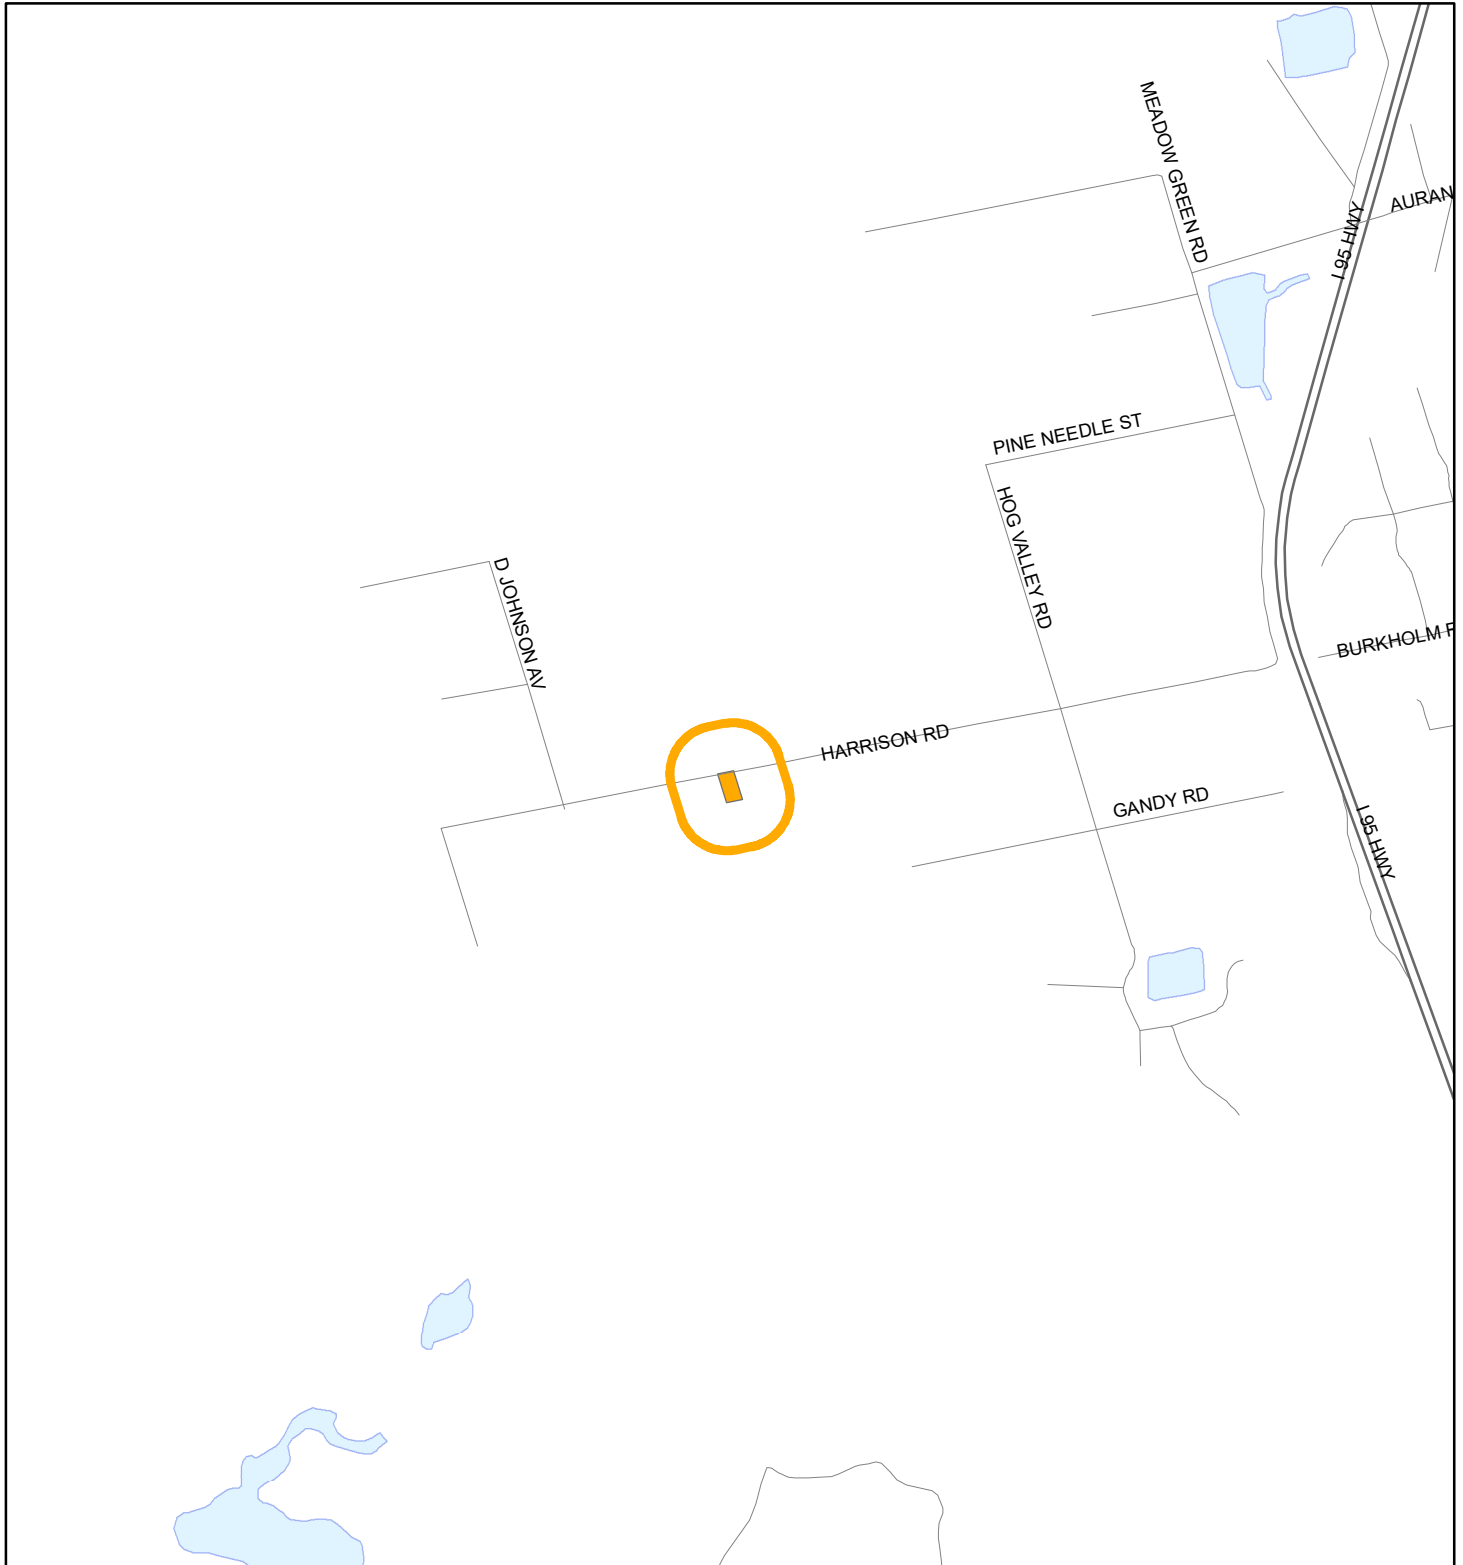 MEADOW GREEN RD
AURAN
I 95 HWY
PINE NEEDLE ST
HOG VALLEY RD
D JOHNSON AV
BURKHOLM
HARRISON RD
GANDY RD
I 95 HWY